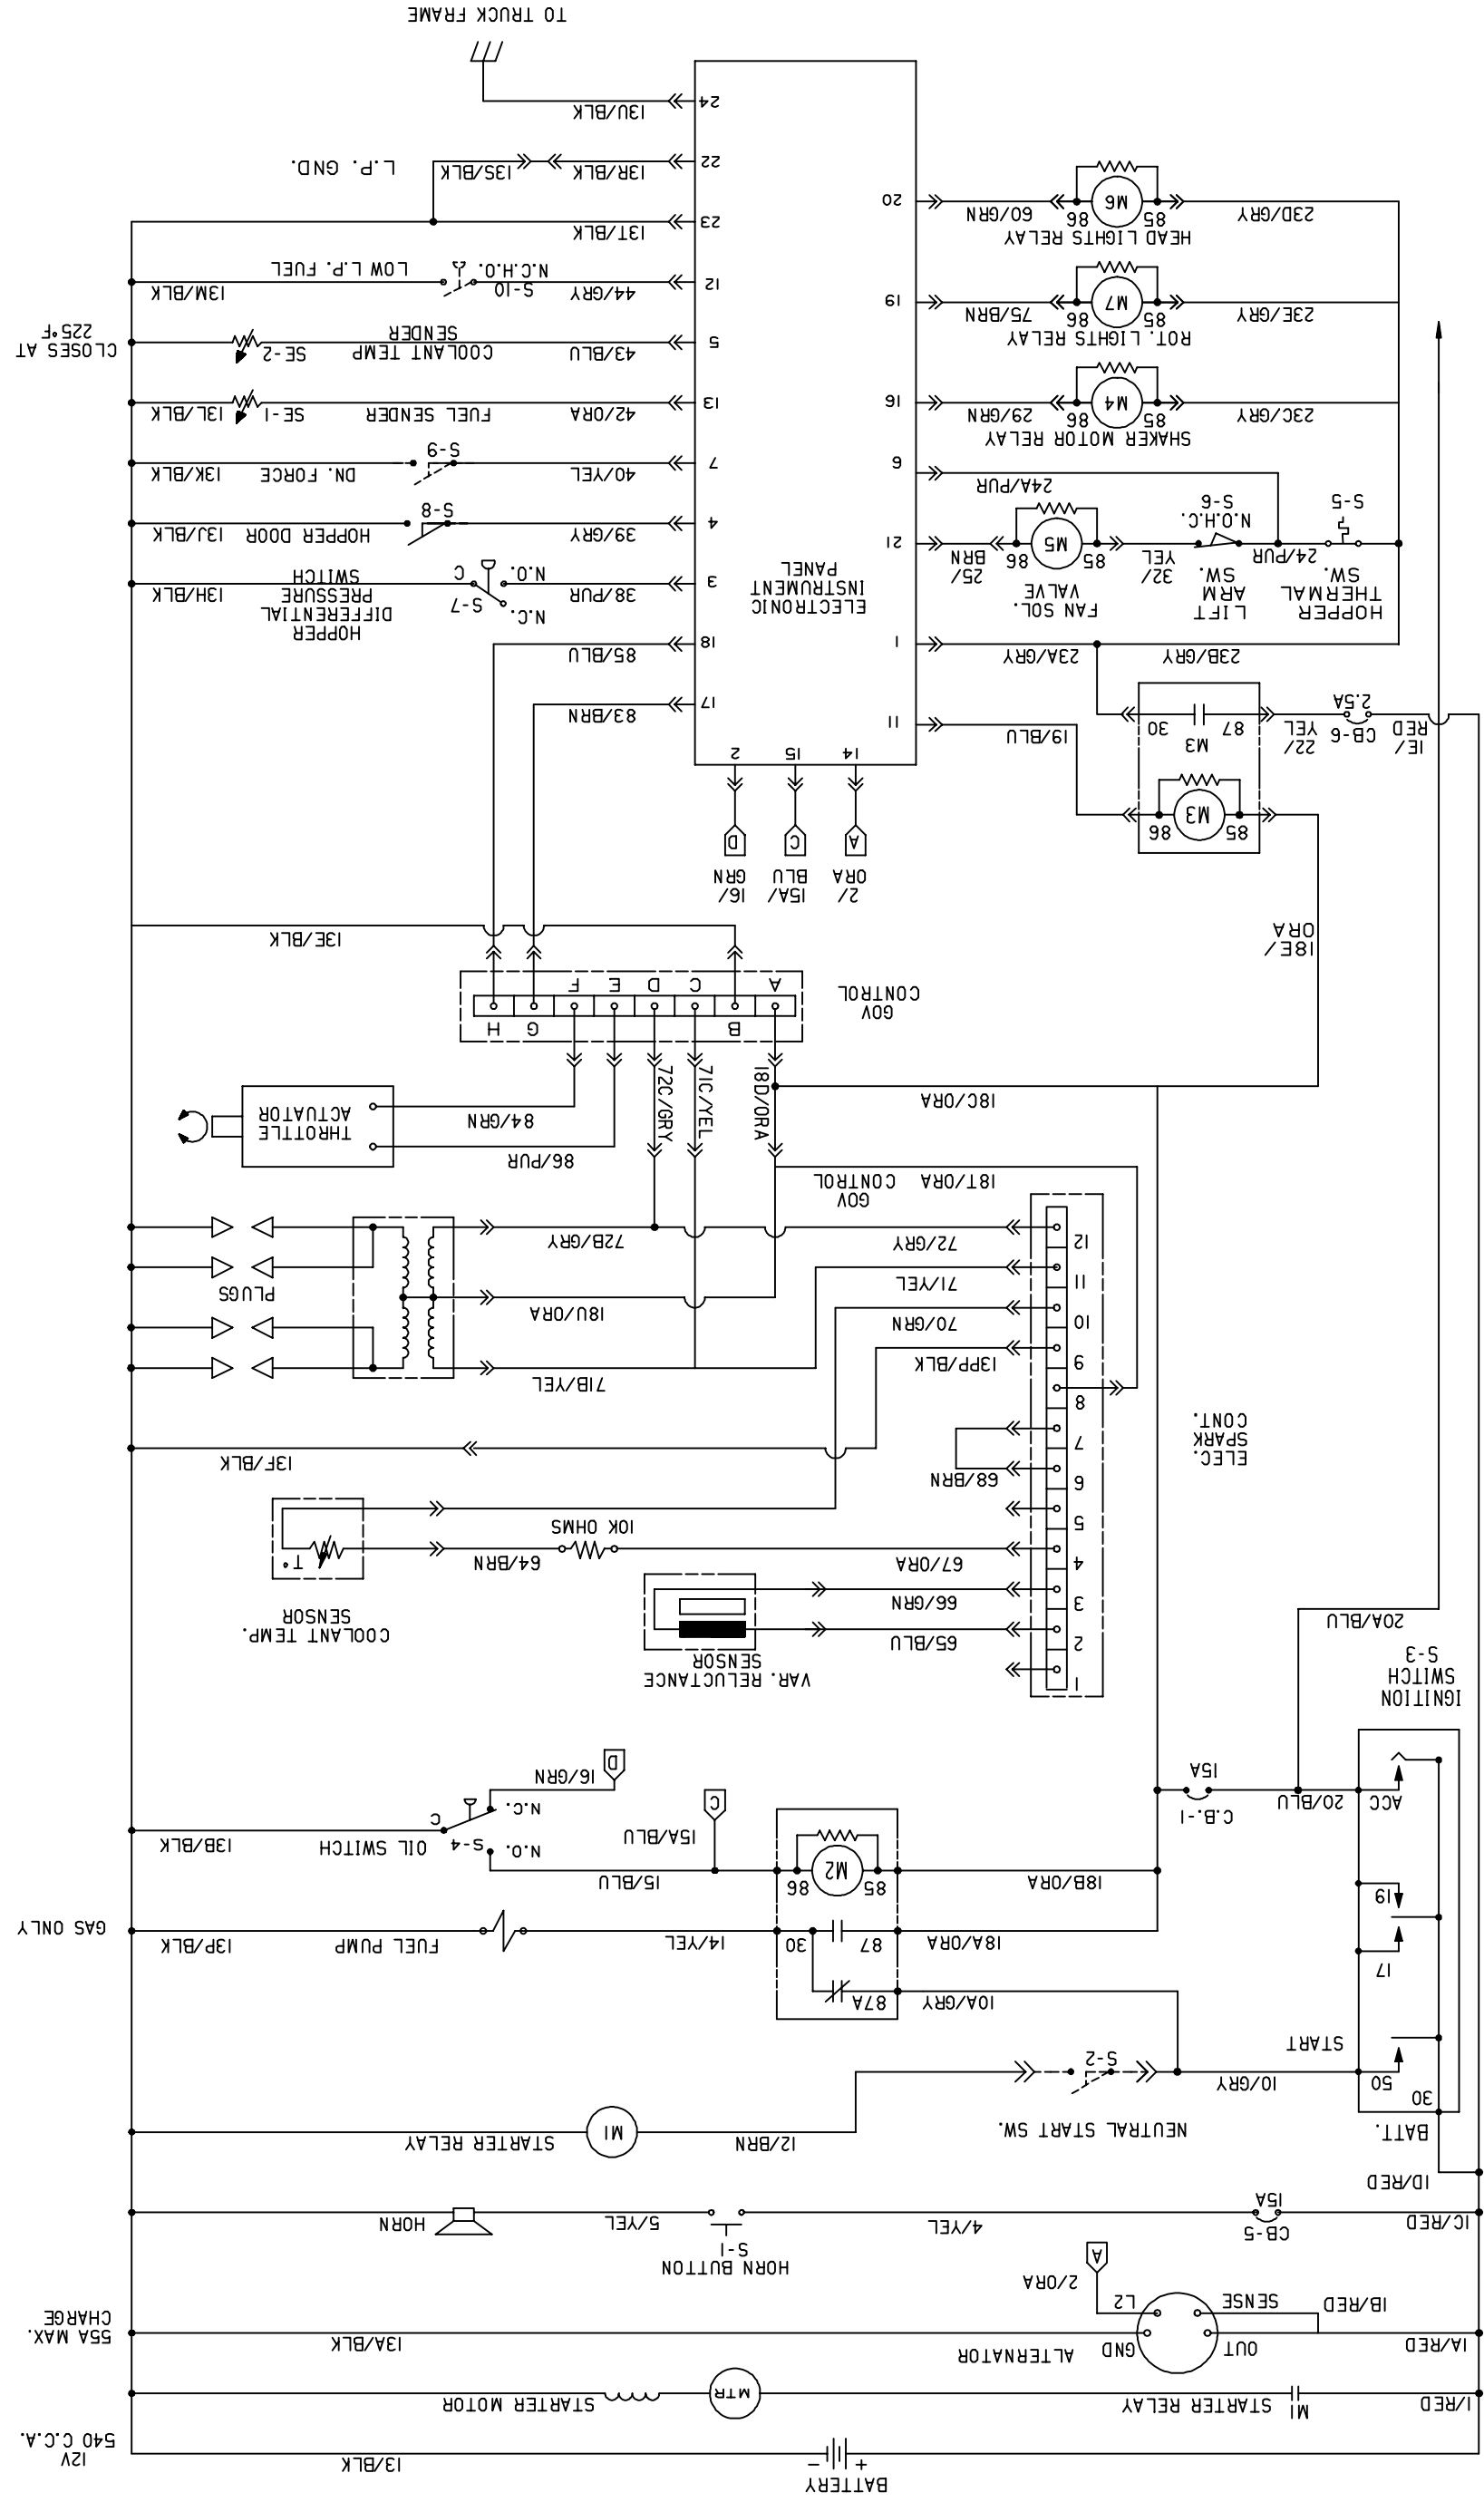 BATTERY
+
−
13/BLK
12V
540 C.C.A.
1/RED
M1
STARTER RELAY
MTR
STARTER MOTOR
1A/RED
1B/RED
OUT
SENSE
GND
L2
ALTERNATOR
2/ORA
A
13A/BLK
55A MAX.
CHARGE
1C/RED
CB-5
15A
4/YEL
HORN BUTTON
S-1
5/YEL
HORN
1D/RED
BATT.
30
50
START
10/GRY
NEUTRAL START SW.
S-2
12/BRN
M1
STARTER RELAY
17
19
ACC
IGNITION
SWITCH
S-3
10A/GRY
87A
18A/ORA
87
30
14/YEL
FUEL PUMP
13P/BLK
GAS ONLY
18B/ORA
85
M2
86
15/BLU
15A/BLU
C
N.O.
S-4
N.C.
C
OIL SWITCH
13B/BLK
16/GRN
D
20/BLU
C.B.-1
15A
20A/BLU
ELEC.
SPARK
CONT.
1
2
3
4
5
6
7
8
9
10
11
12
VAR. RELUCTANCE
SENSOR
65/BLU
66/GRN
67/ORA
10K OHMS
64/BRN
COOLANT TEMP.
SENSOR
T°
68/BRN
13F/BLK
13PP/BLK
70/GRN
71/YEL
72/GRY
71B/YEL
18U/ORA
72B/GRY
PLUGS
18T/ORA
GOV
CONTROL
86/PUR
84/GRN
THROTTLE
ACTUATOR
18C/ORA
18D/ORA
71C/YEL
72C/GRY
GOV
CONTROL
A
B
C
D
E
F
G
H
13E/BLK
18E/
ORA
2/
ORA
A
14
15A/
BLU
C
15
16/
GRN
D
2
85
M3
86
19/BLU
11
1E/
RED
CB-6
2.5A
22/
YEL
87
M3
30
83/BRN
17
23B/GRY
23A/GRY
1
85/BLU
18
ELECTRONIC
INSTRUMENT
PANEL
HOPPER
THERMAL
SW.
S-5
24/PUR
LIFT
ARM
SW.
N.O.H.C.
S-6
32/
YEL
FAN SOL.
VALVE
85
M5
86
25/
BRN
21
24A/PUR
6
3
38/PUR
N.C.
N.O.
S-7
C
HOPPER
DIFFERENTIAL
PRESSURE
SWITCH
13H/BLK
4
39/GRY
S-8
HOPPER DOOR
13J/BLK
7
40/YEL
S-9
DN. FORCE
13K/BLK
SHAKER MOTOR RELAY
23C/GRY
85
M4
86
29/GRN
16
13
42/ORA
FUEL SENDER
SE-1
13L/BLK
5
43/BLU
COOLANT TEMP
SENDER
SE-2
CLOSES AT
225°F
ROT. LIGHTS RELAY
23E/GRY
85
M7
86
75/BRN
19
12
44/GRY
S-10
N.C.H.O.
LOW L.P. FUEL
13M/BLK
HEAD LIGHTS RELAY
23D/GRY
85
M6
86
60/GRN
20
23
13T/BLK
22
13R/BLK
13S/BLK
L.P. GND.
24
13U/BLK
TO TRUCK FRAME